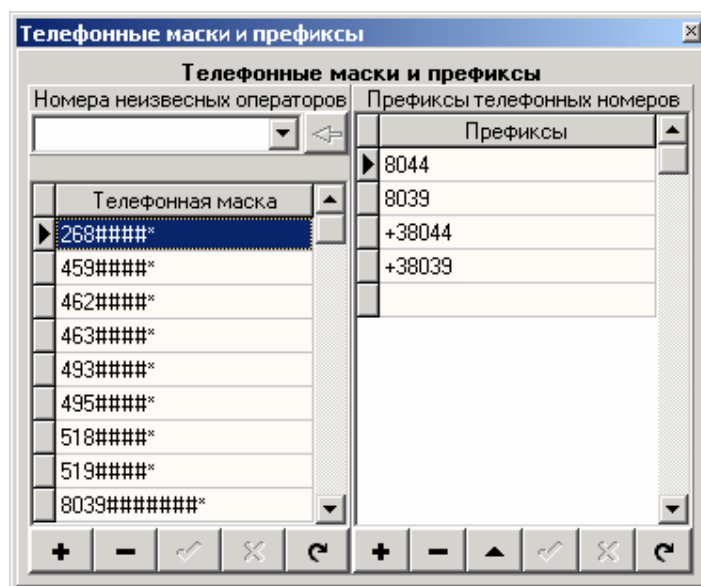 Телефонные маски и префиксы
Телефонные маски и префиксы
Номера неизвесных операторов
Префиксы телефонных номеров
Телефонная маска
268####*
459####*
462####*
463####*
493####*
495####*
518####*
519####*
8039#######*
Префиксы
8044
8039
+38044
+38039